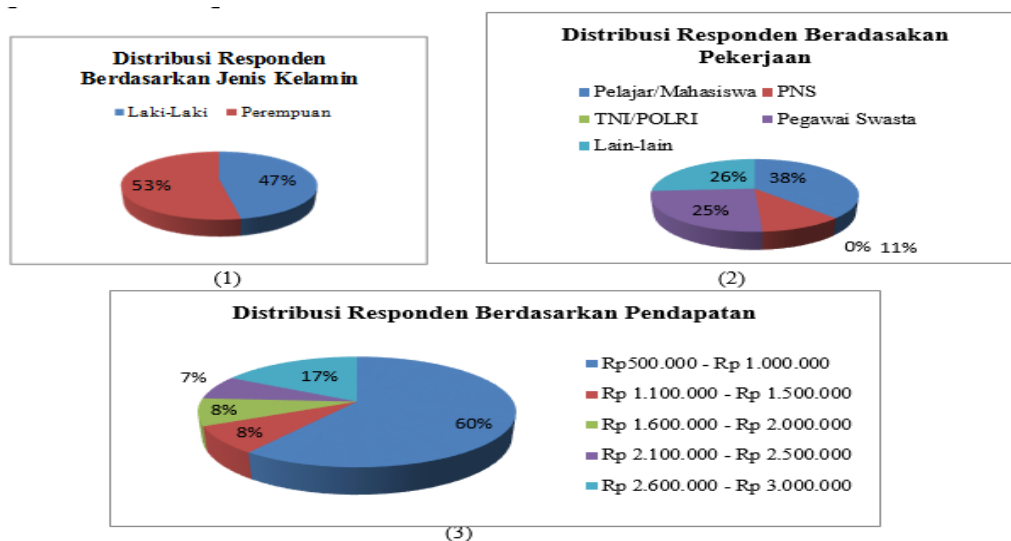 Distribusi Responden
Berdasarkan Jenis Kelamin
Laki-Laki Perempuan
53% 47%
(1)
Distribusi Responden Beradasakan
Pekerjaan
Pelajar/Mahasiswa PNS
TNI/POLRI Pegawai Swasta
Lain-lain
26% 38%
25%
0% 11%
(2)
Distribusi Responden Berdasarkan Pendapatan
7% 17%
8%
8% 60%
Rp500.000 - Rp 1.000.000
Rp 1.100.000 - Rp 1.500.000
Rp 1.600.000 - Rp 2.000.000
Rp 2.100.000 - Rp 2.500.000
Rp 2.600.000 - Rp 3.000.000
(3)